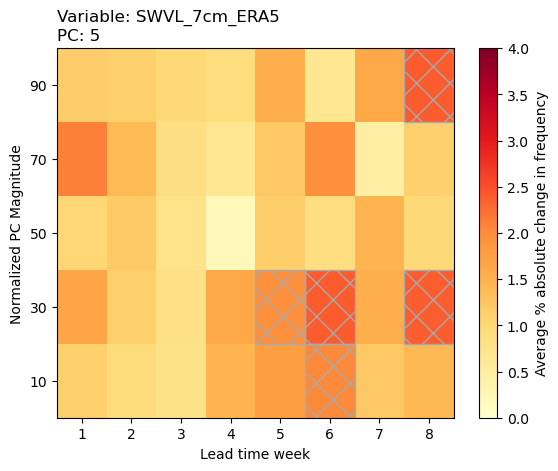 Variable: SWVL_7cm_ERA5
PC: 5
Normalized PC Magnitude
90
70
50
30
10
1 2 3 4 5 6 7 8
Lead time week
4.0
3.5
3.0
2.5
2.0
1.5
1.0
0.5
0.0
Average % absolute change in frequency